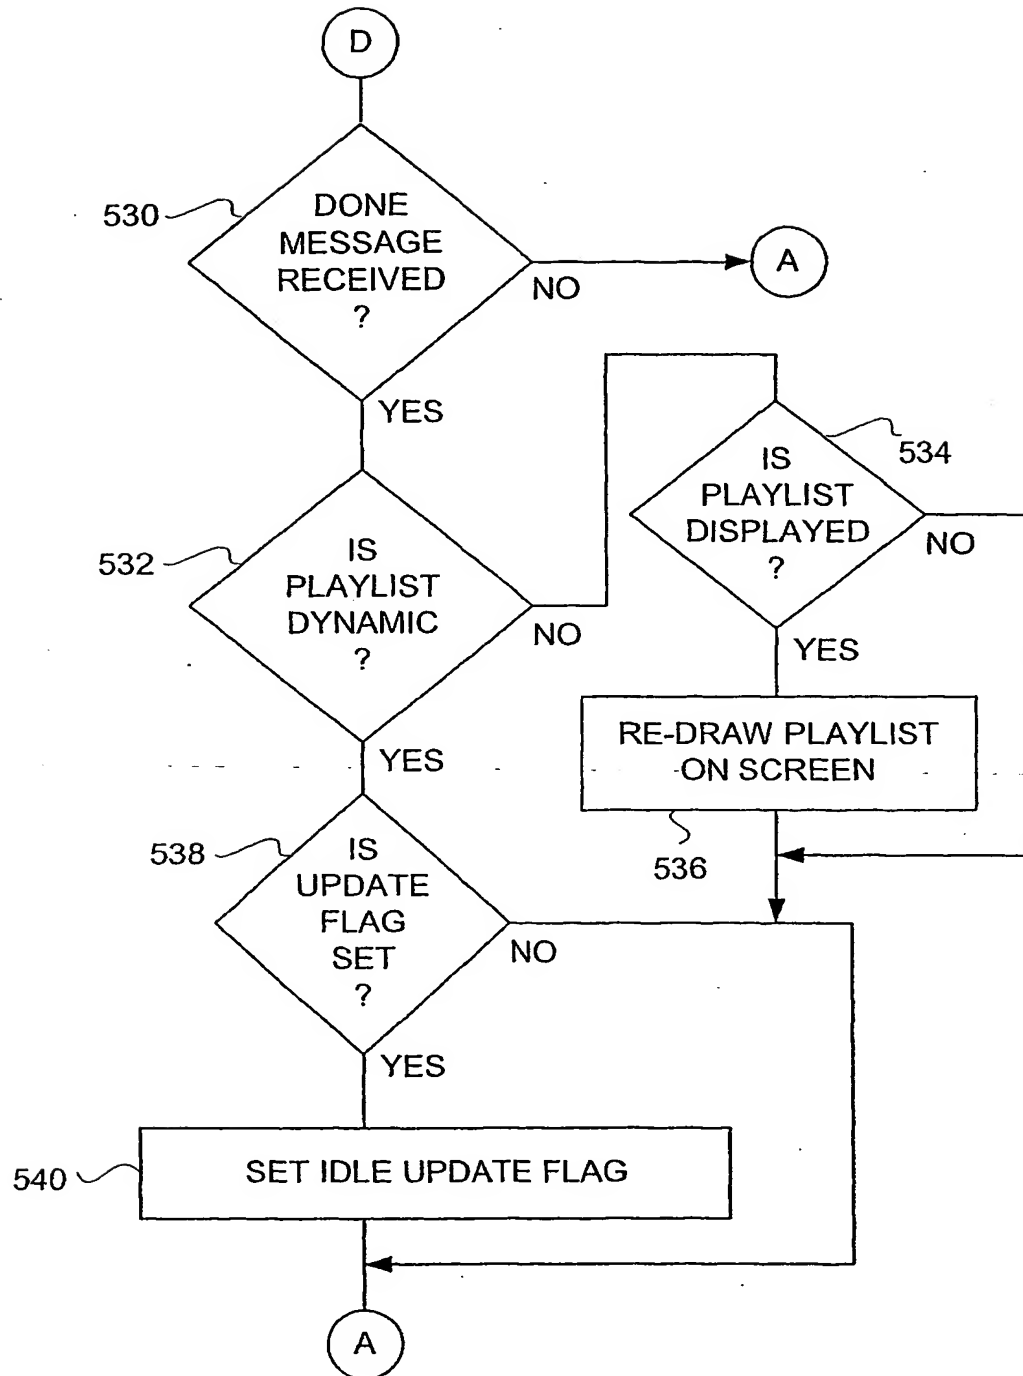 D
530
DONE
MESSAGE
RECEIVED
?
NO
A
YES
532
IS
PLAYLIST
DYNAMIC
?
NO
534
IS
PLAYLIST
DISPLAYED
?
NO
YES
RE-DRAW PLAYLIST
ON SCREEN
536
YES
538
IS
UPDATE
FLAG
SET
?
NO
YES
540
SET IDLE UPDATE FLAG
A